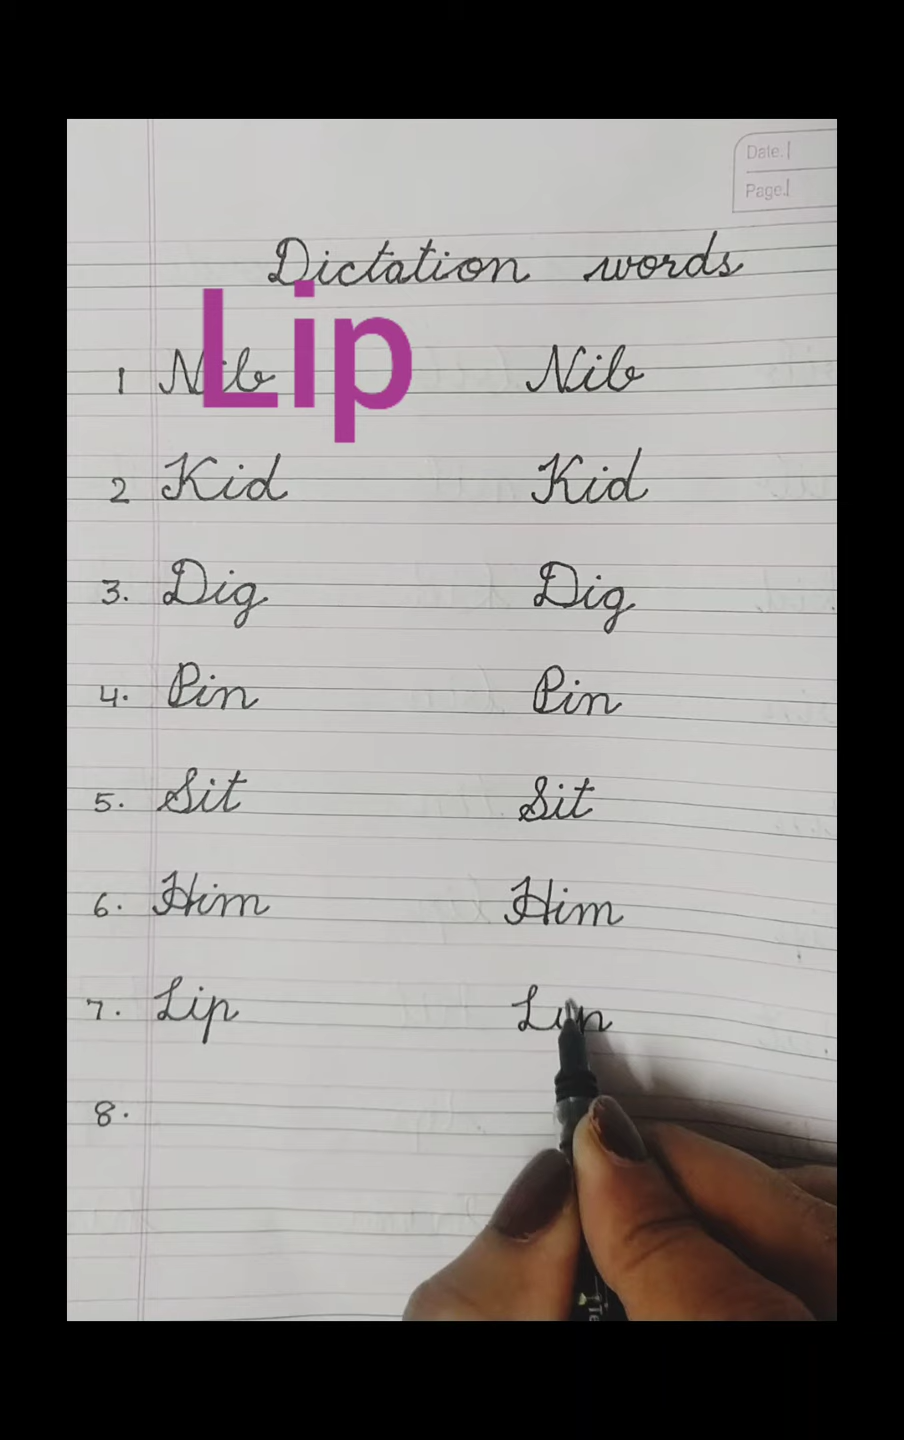 Date.
Page.
Dictation words
Lip
1 Nib Nib
2 Kid Kid
3. Dig Dig
4. Pin Pin
5. Sit Sit
6. Him Him
7. Lip
8.